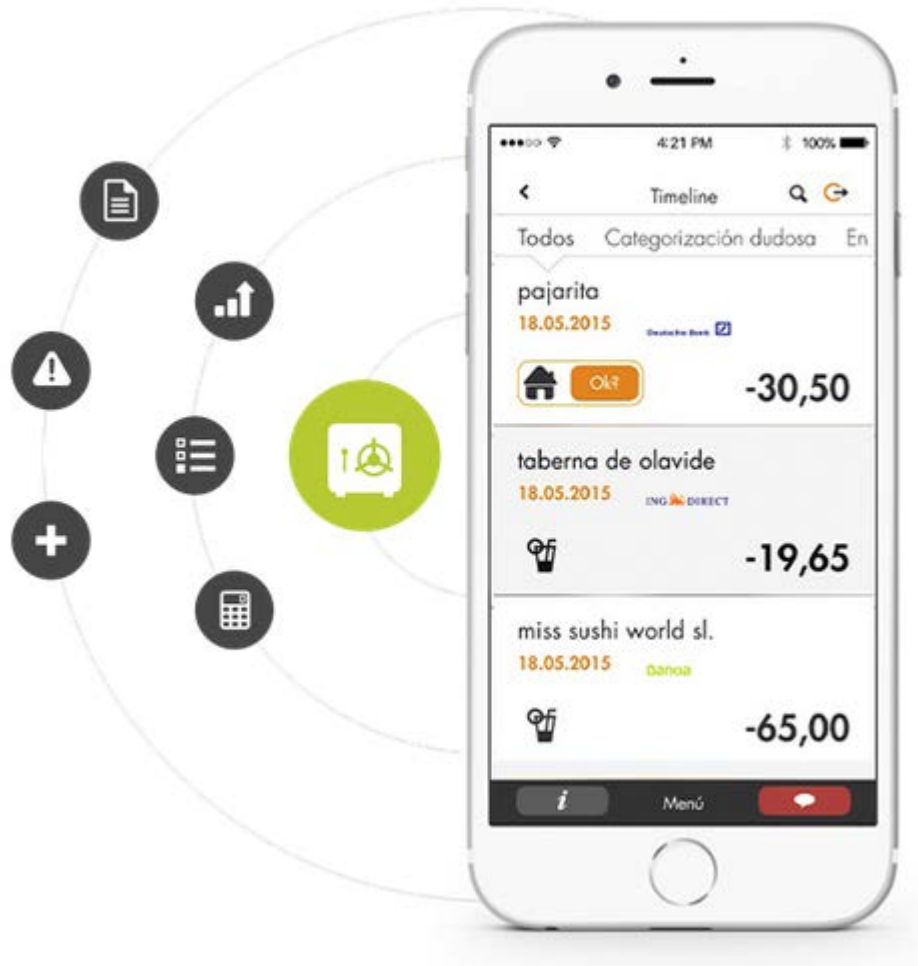 4:21 PM
100%
Timeline
Todos Categorización dudosa En
pajarita
18.05.2015 Deutsche Bank
Ok?
-30,50
taberna de olavide
18.05.2015 ING DIRECT
-19,65
miss sushi world sl.
18.05.2015 Bankia
-65,00
i Menú